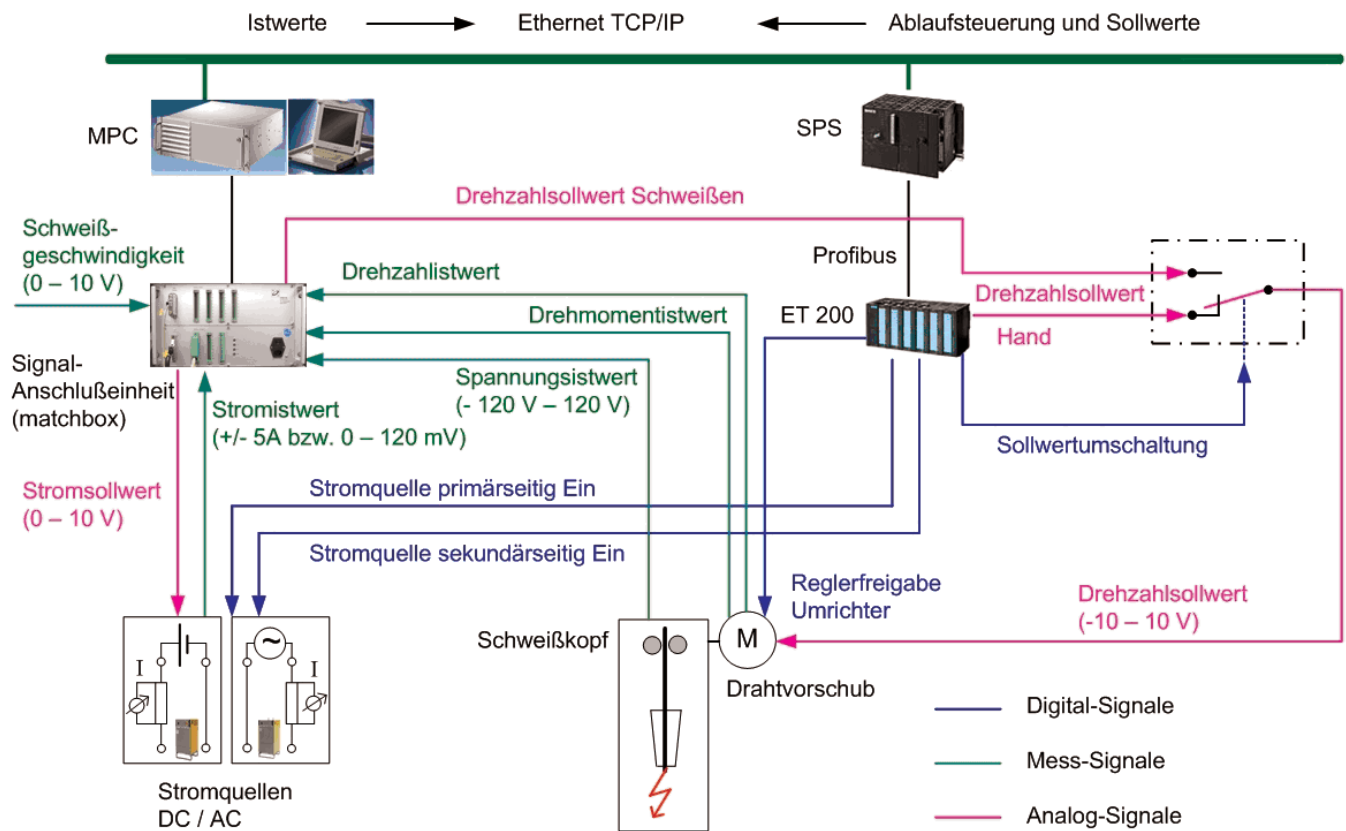 Istwerte
Ethernet TCP/IP
Ablaufsteuerung und Sollwerte
MPC
SPS
Drehzahlsollwert Schweißen
Schweiß-
geschwindigkeit
(0 – 10 V)
Drehzahlistwert
Profibus
Drehzahlsollwert
Drehmomentistwert
ET 200
Hand
Signal-
Anschlußeinheit
(matchbox)
Spannungsistwert
(- 120 V – 120 V)
Stromistwert
(+/- 5A bzw. 0 – 120 mV)
Sollwertumschaltung
Stromsollwert
(0 – 10 V)
Stromquelle primärseitig Ein
Stromquelle sekundärseitig Ein
Reglerfreigabe
Umrichter
Drehzahlsollwert
(-10 – 10 V)
Schweißkopf
M
I
~
I
Drahtvorschub
Digital-Signale
Mess-Signale
Analog-Signale
Stromquellen
DC / AC